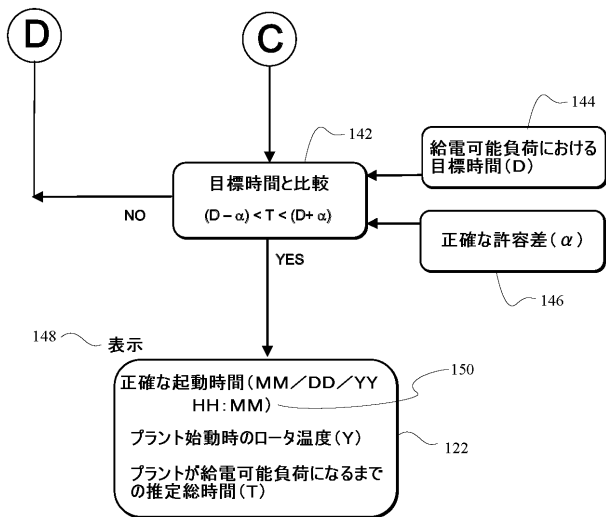 D
C
142
144
給電可能負荷における
目標時間(D)
目標時間と比較
(D – α) < T < (D+ α)
NO
正確な許容差(α)
YES
146
148
表示
正確な起動時間(MM/DD/YY
HH:MM)
150
プラント始動時のロータ温度(Y)
122
プラントが給電可能負荷になるまで
の推定総時間(T)